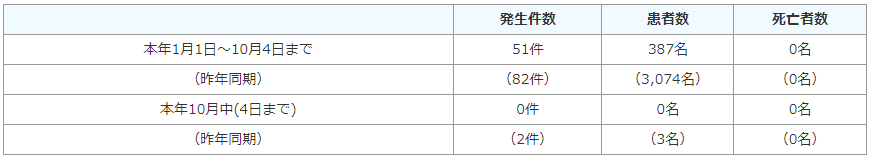 発生件数 患者数 死亡者数
本年1月1日～10月4日まで 51件 387名 0名
（昨年同期） （82件） （3,074名） （0名）
本年10月中(4日まで) 0件 0名 0名
（昨年同期） （2件） （3名） （0名）